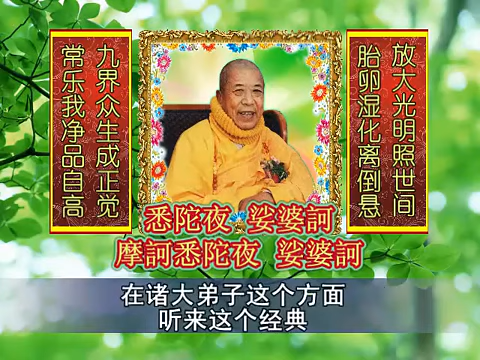 放大光明照世间
胎卵湿化离倒悬
九界众生成正觉
常乐我净品自高
悉陀夜 娑婆訶
摩訶悉陀夜 娑婆訶
在诸大弟子这个方面
听来这个经典